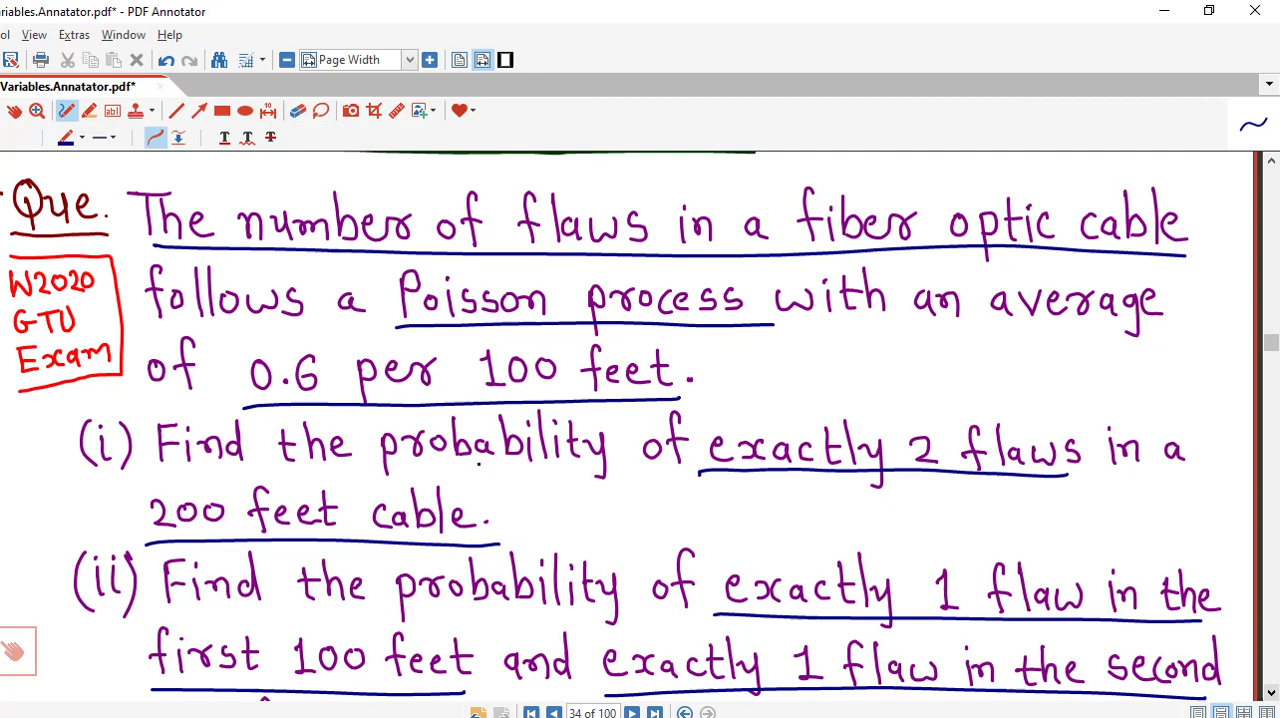 ariables.Annatator.pdf* - PDF Annotator
ol View Extras Window Help
Page Width
Variables.Annatator.pdf*
Que. The number of flaws in a fiber optic cable
W2020
GTU
Exam
follows a Poisson process with an average
of 0.6 per 100 feet.
(i) Find the probability of exactly 2 flaws in a
200 feet cable.
(ii) Find the probability of exactly 1 flaw in the
first 100 feet and exactly 1 flaw in the second
34 of 100